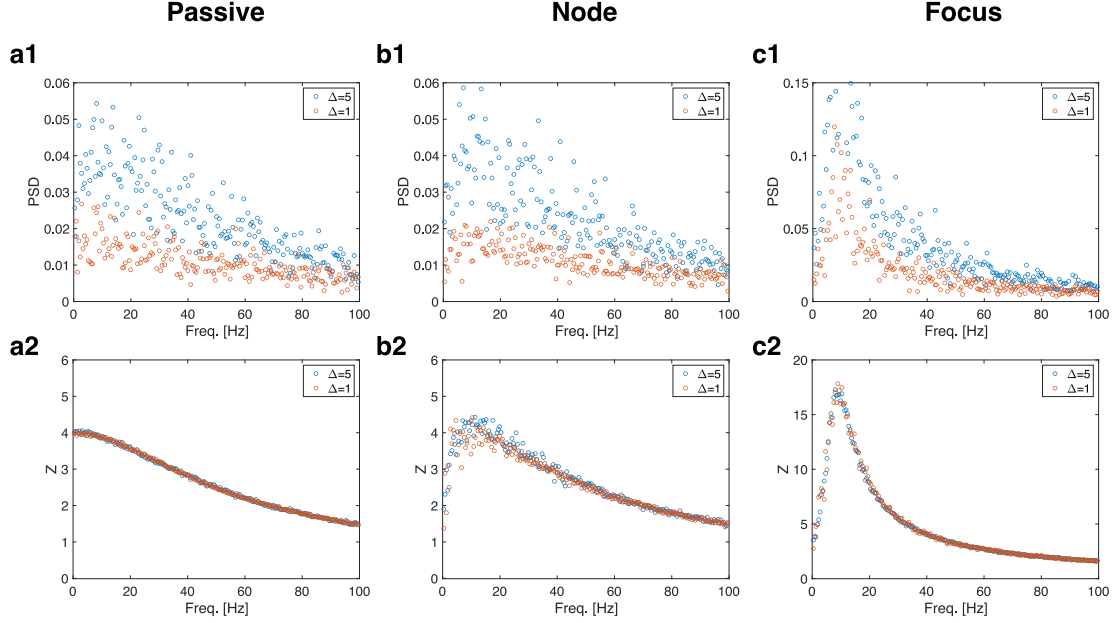 Passive Node Focus
a1 b1 c1
0.06 0.06 0.15
Δ=5 Δ=5 Δ=5
Δ=1 Δ=1 Δ=1
0.05 0.05
0.04 0.04 0.1
PSD 0.03 PSD 0.03 PSD
0.02 0.02 0.05
0.01 0.01
0 0 0
0 20 40 60 80 100 0 20 40 60 80 100 0 20 40 60 80 100
Freq. [Hz] Freq. [Hz] Freq. [Hz]
a2 b2 c2
6 6 20
Δ=5 Δ=5 Δ=5
Δ=1 Δ=1 Δ=1
5 5 15
4 4
Z 3 Z 3 Z 10
2 2 5
1 1
0 0 0
0 20 40 60 80 100 0 20 40 60 80 100 0 20 40 60 80 100
Freq. [Hz] Freq. [Hz] Freq. [Hz]